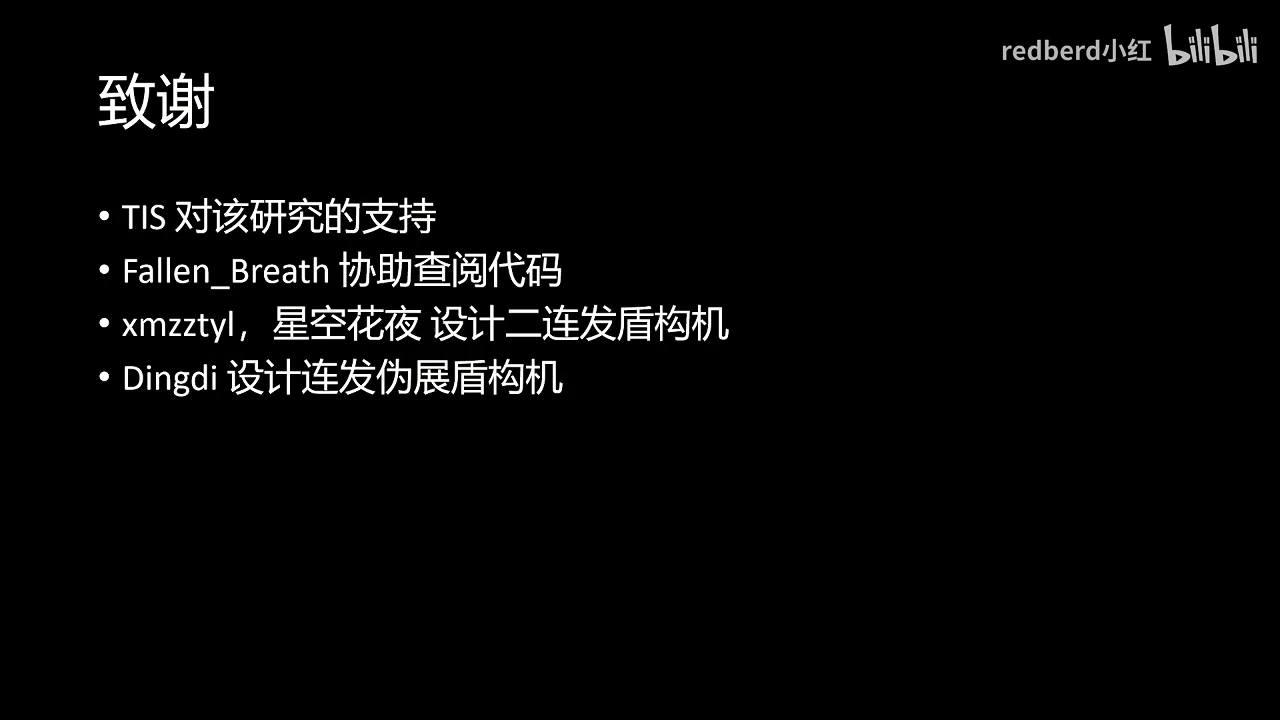 redberd小红 bilibili
致谢
• TIS 对该研究的支持
• Fallen_Breath 协助查阅代码
• xmzztyl，星空花夜 设计二连发盾构机
• Dingdi 设计连发伪展盾构机